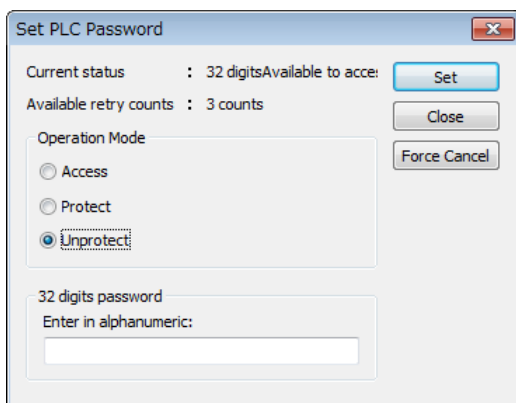 Set PLC Password
Current status : 32 digitsAvailable to acce
Set
Available retry counts : 3 counts
Close
Operation Mode
Force Cancel
Access
Protect
Unprotect
32 digits password
Enter in alphanumeric: